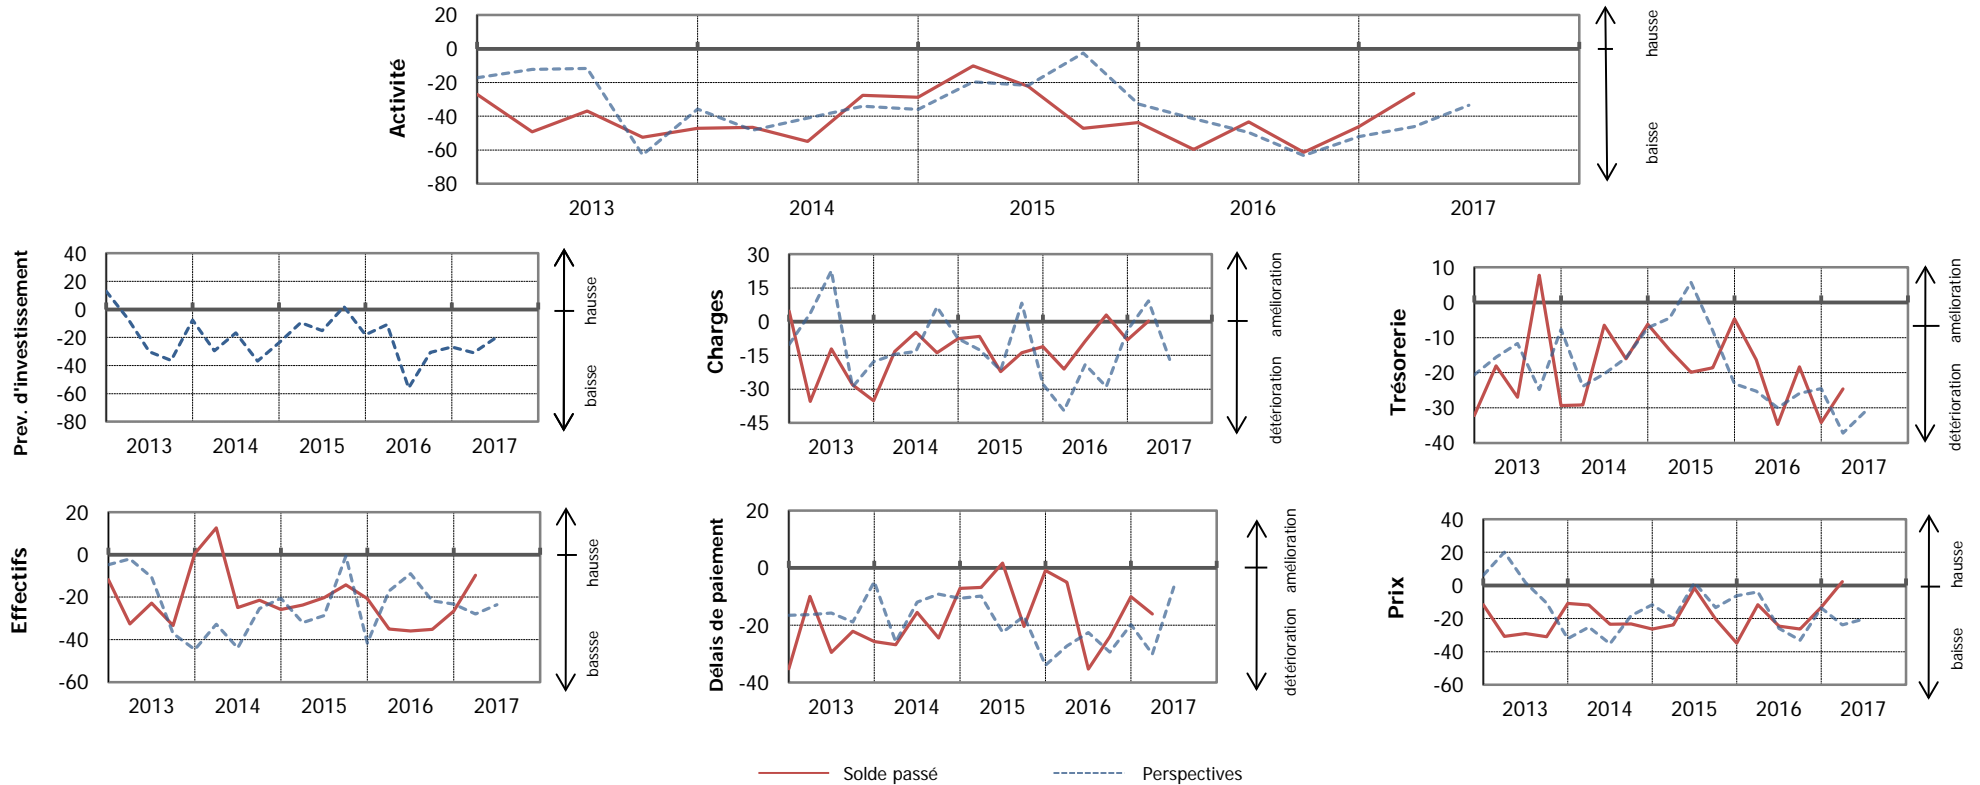 Activité
20
0
-20
-40
-60
-80
2013 2014 2015 2016 2017
hausse
baisse
Prev. d'investissement
40
20
0
-20
-40
-60
-80
2013 2014 2015 2016 2017
hausse
baisse
Charges
30
15
0
-15
-30
-45
2013 2014 2015 2016 2017
amélioration
détérioration
Trésorerie
10
0
-10
-20
-30
-40
2013 2014 2015 2016 2017
amélioration
détérioration
Effectifs
20
0
-20
-40
-60
2013 2014 2015 2016 2017
hausse
bassse
Délais de paiement
20
0
-20
-40
2013 2014 2015 2016 2017
amélioration
détérioration
Prix
40
20
0
-20
-40
-60
2013 2014 2015 2016 2017
hausse
baisse
Solde passé Perspectives